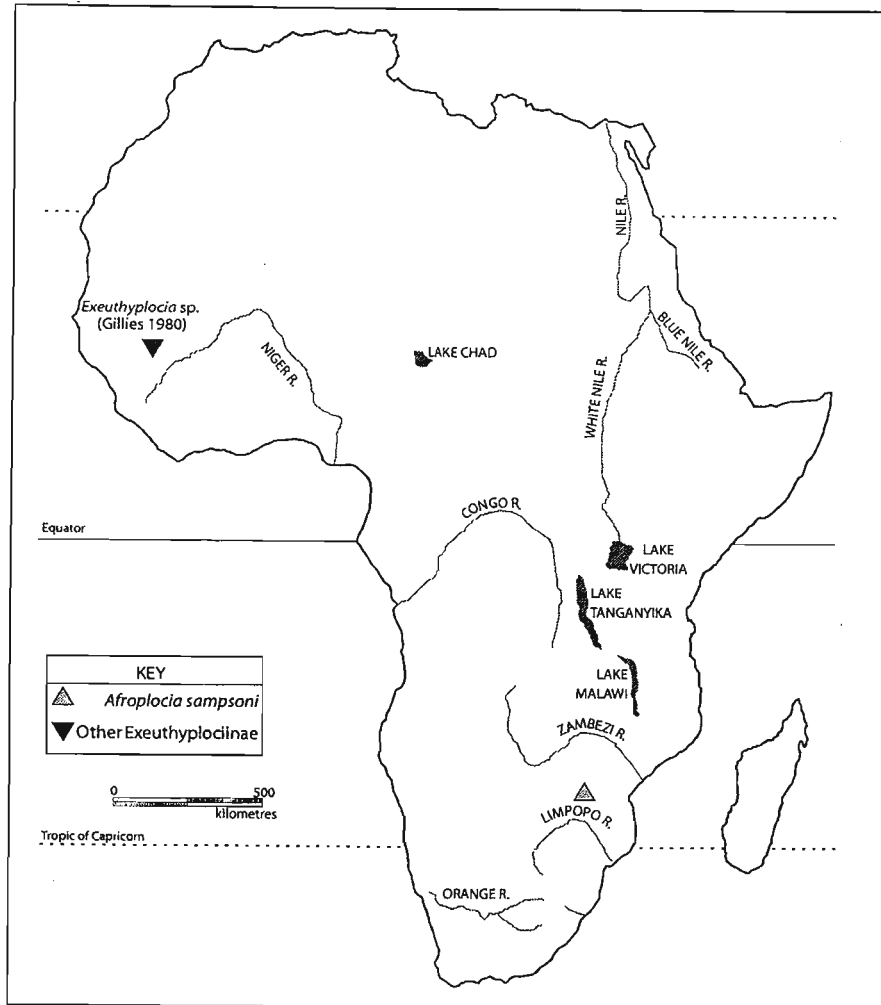 NILE R.
Exeuthyplocia sp.
(Gillies 1980)
NIGER R.
LAKE CHAD
BLUE NILE R.
WHITE NILE R.
CONGO R.
Equator
LAKE
VICTORIA
LAKE
TANGANYIKA
KEY
Afroplocia sampsoni
Other Exeuthyplociinae
LAKE
MALAWI
ZAMBEZI R.
0 500
kilometres
LIMPOPO R.
Tropic of Capricorn
ORANGE R.